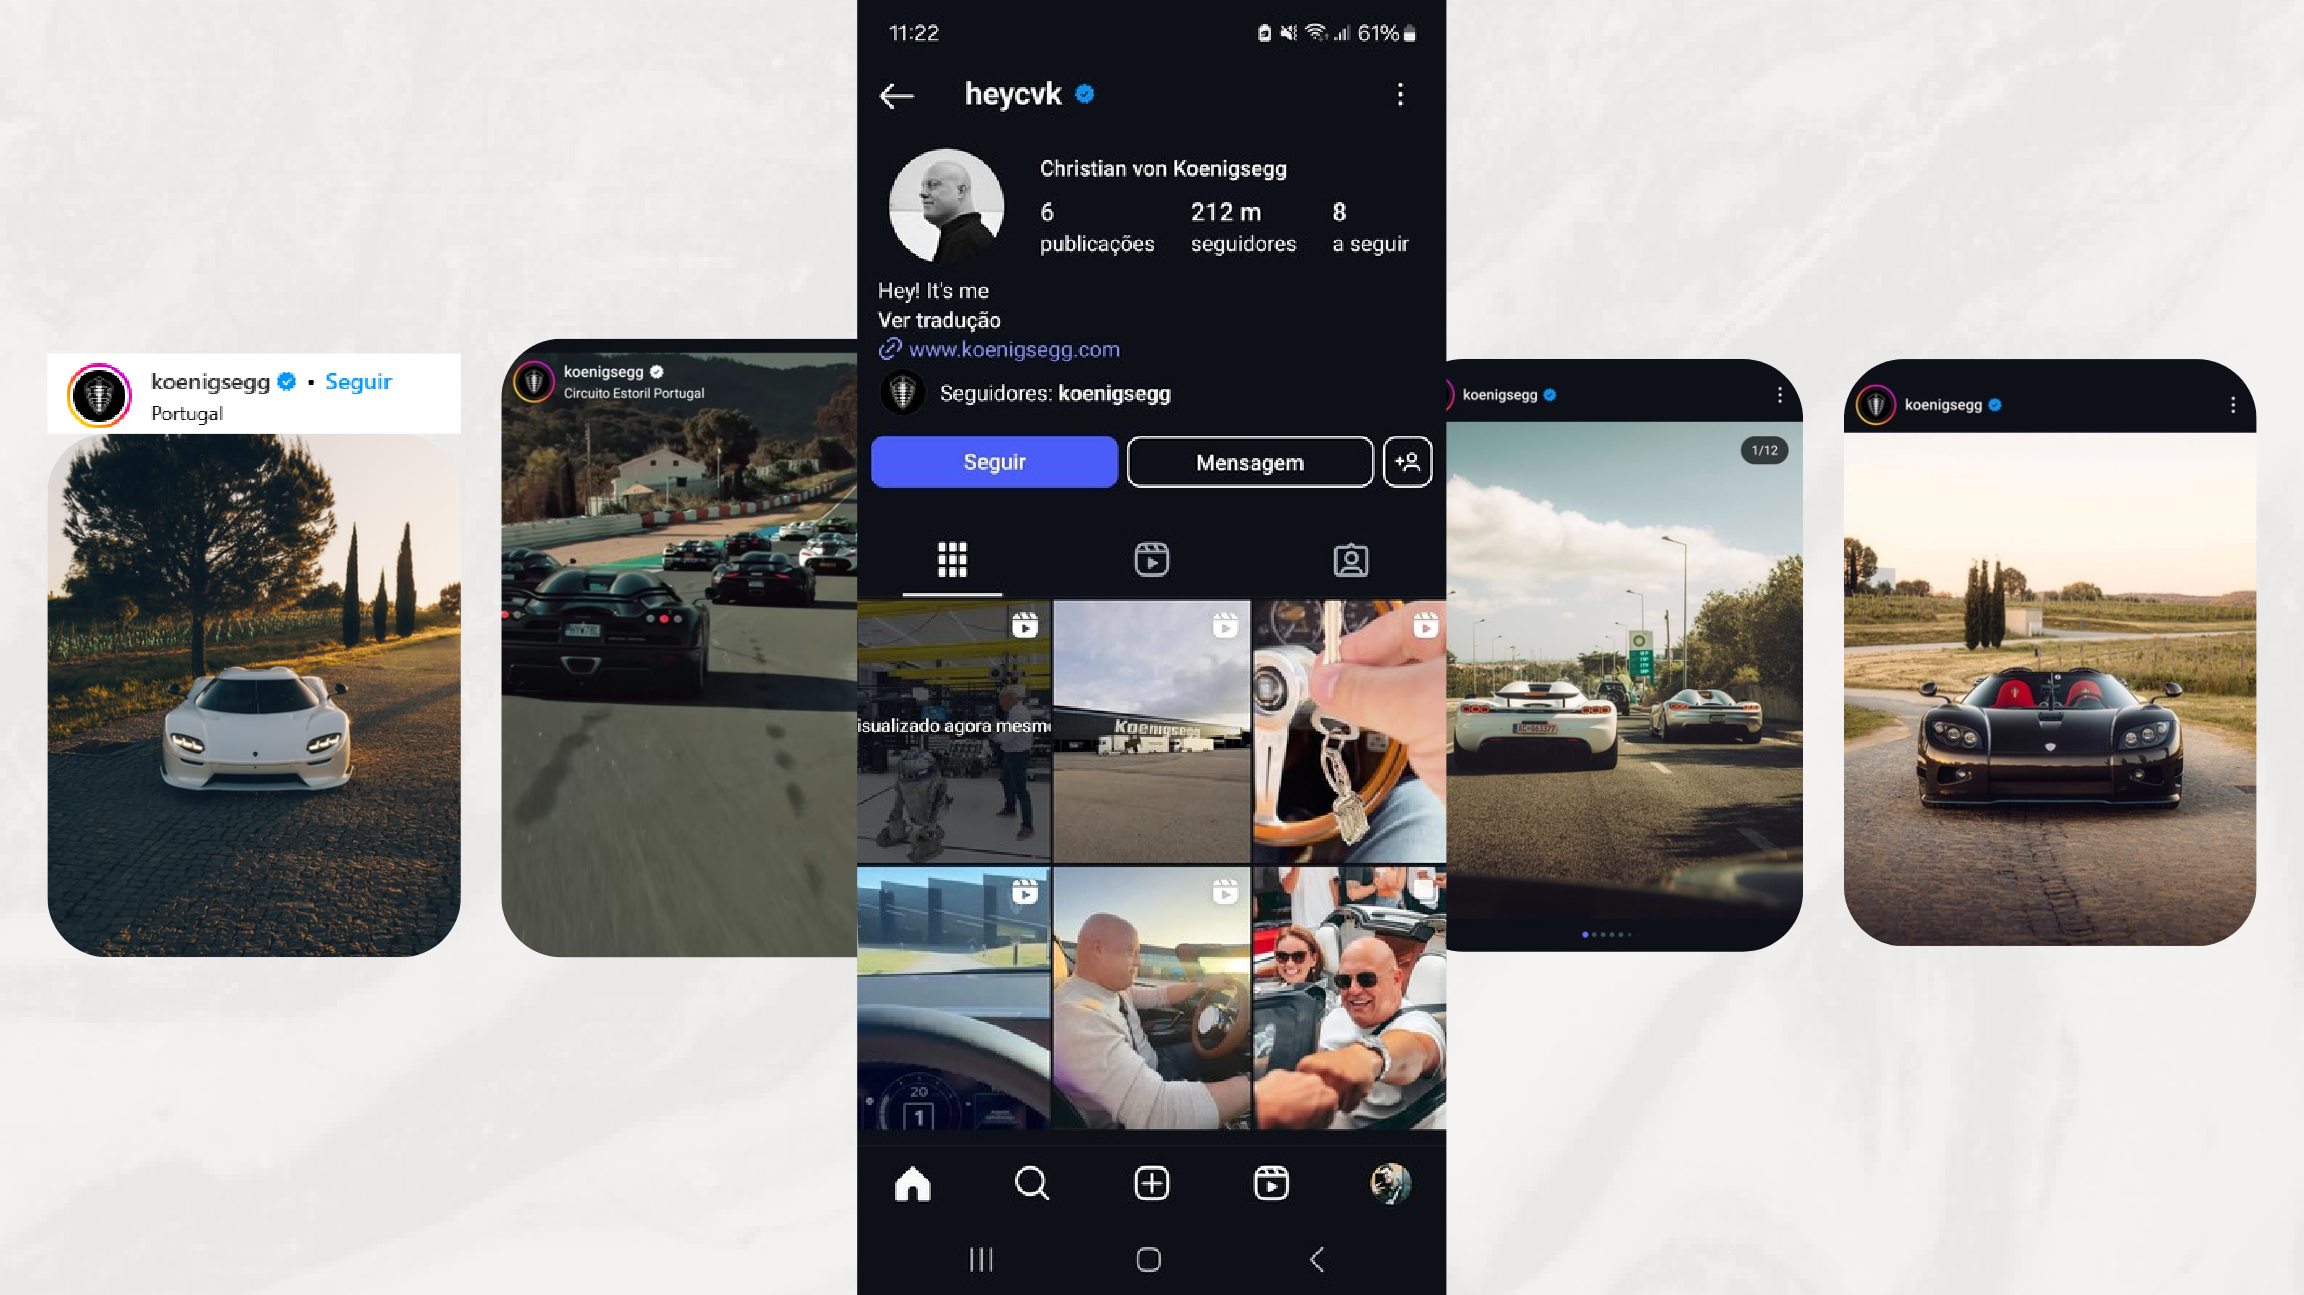 koenigsegg • Seguir
Portugal
koenigsegg
Circuito Estoril Portugal
11:22
61%
heycvk
Christian von Koenigsegg
6
212 m
8
publicações
seguidores
a seguir
Hey! It's me
Ver tradução
www.koenigsegg.com
Seguidores: koenigsegg
Seguir
Mensagem
isualizado agora mesm
Koenigsegg
20
1
koenigsegg
1/12
koenigsegg